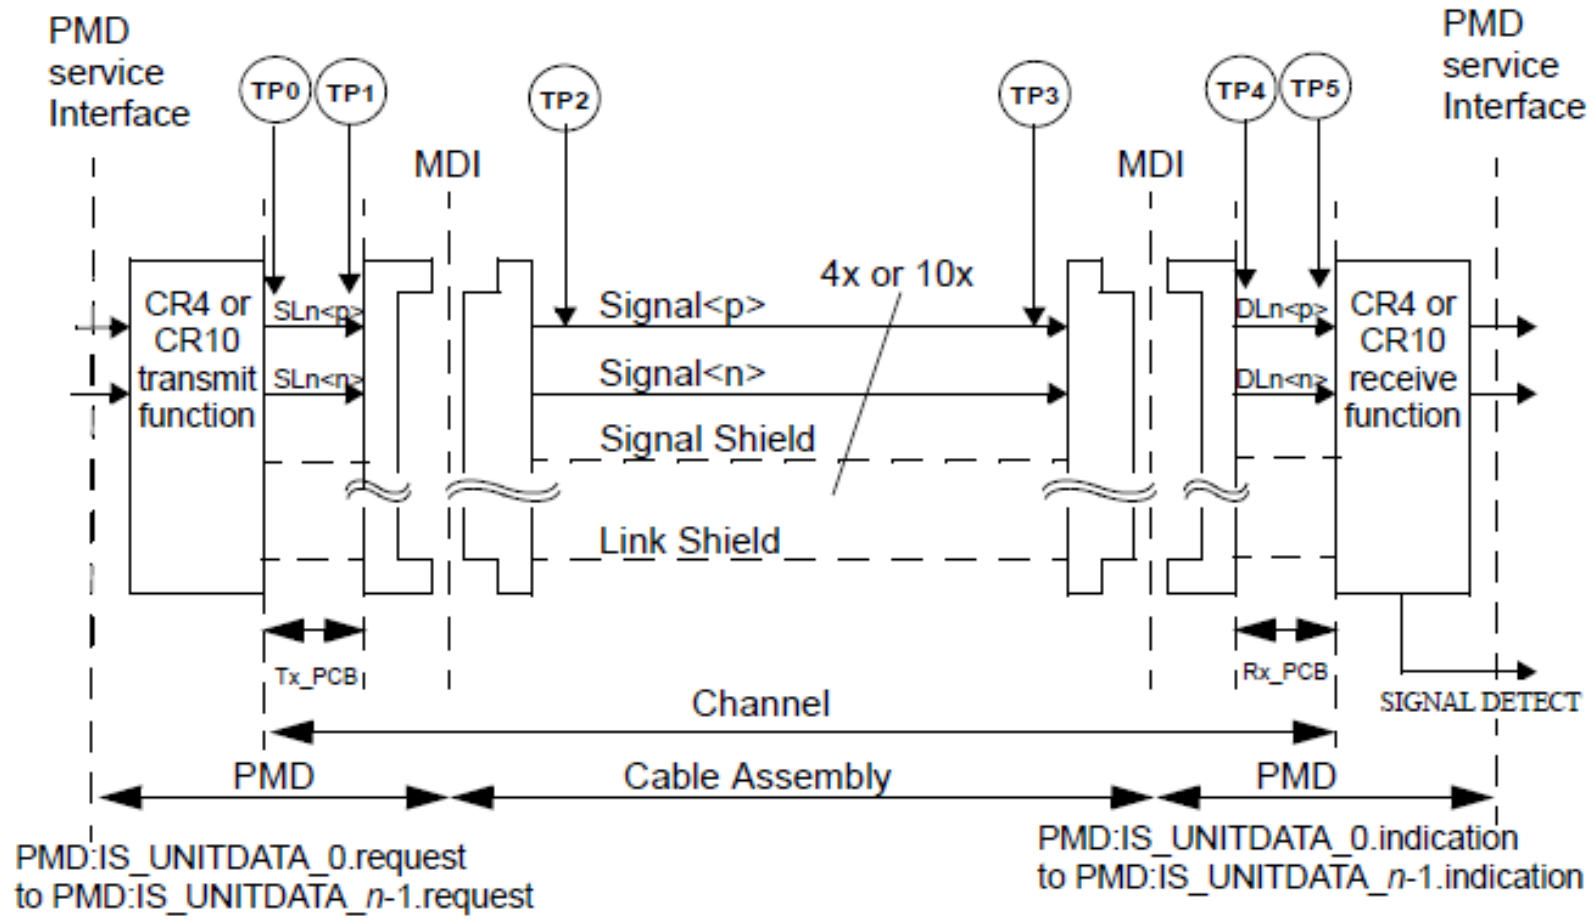 PMD
service
Interface
PMD
service
Interface
TP0
TP1
TP2
TP3
TP4
TP5
MDI
MDI
4x or 10x
CR4 or
CR10
transmit
function
SLn<p>
SLn<n>
Signal<p>
Signal<n>
Signal Shield
Link Shield
DLn<p>
DLn<n>
CR4 or
CR10
receive
function
Tx_PCB
Rx_PCB
SIGNAL DETECT
Channel
PMD
Cable Assembly
PMD
PMD:IS_UNITDATA_0.request
to PMD:IS_UNITDATA_n-1.request
PMD:IS_UNITDATA_0.indication
to PMD:IS_UNITDATA_n-1.indication